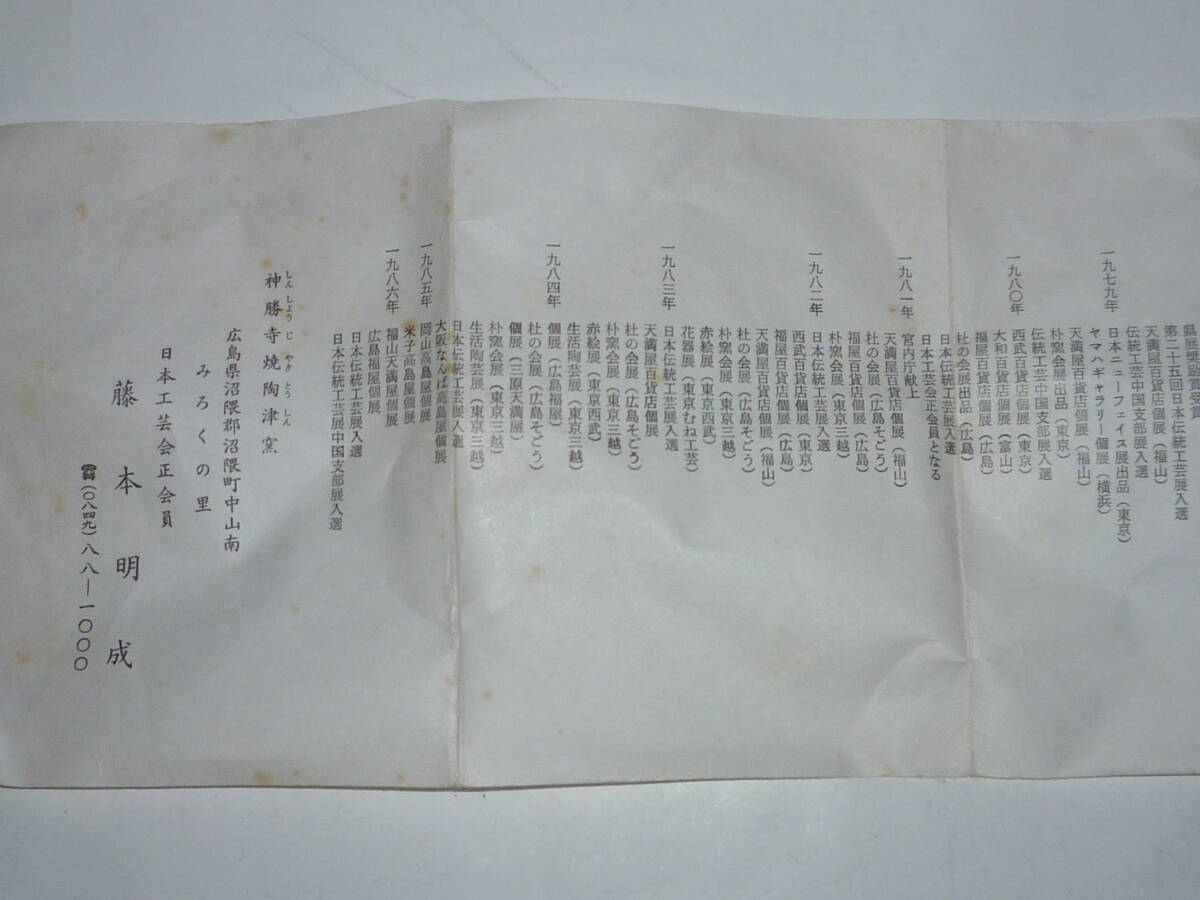 第二十五回日本伝統工芸展入選
天満屋百貨店個展（福山）
伝統工芸中国支部展入選
日本ニューフェイス展出品（東京）
一九七九年
ヤマハギャラリー個展（横浜）
天満屋百貨店個展（福山）
朴窯会展出品（東京）
伝統工芸中国支部展入選
一九八〇年
西武百貨店個展（東京）
大和百貨店個展（富山）
福屋百貨店個展（広島）
杜の会展出品（広島）
日本伝統工芸展入選
日本工芸会正会員となる
宮内庁献上
一九八一年
天満屋百貨店個展（福山）
杜の会展（広島そごう）
福屋百貨店個展（広島）
朴窯会展（東京三越）
日本伝統工芸展入選
一九八二年
西武百貨店個展（東京）
福屋百貨店個展（広島）
天満屋百貨店個展（福山）
杜の会展（広島そごう）
朴窯会展（東京三越）
赤絵展（東京西武）
花器展（東京むね工芸）
日本伝統工芸展入選
一九八三年
天満屋百貨店個展
杜の会展（広島そごう）
朴窯会展（東京三越）
赤絵展（東京西武）
生活陶芸展（東京三越）
個展（広島福屋）
一九八四年
杜の会展（広島そごう）
個展（三原天満屋）
朴窯会展（東京三越）
生活陶芸展（東京三越）
日本伝統工芸展入選
大阪なんば高島屋個展
一九八五年
岡山高島屋個展
米子高島屋個展
一九八六年
福山天満屋個展
広島福屋個展
日本伝統工芸展入選
日本伝統工芸展中国支部展入選
神勝寺焼陶津窯
しんしょうじやきとうしん
広島県沼隈郡沼隈町中山南
みろくの里
日本工芸会正会員
藤本明成
☎（〇八四九）八八―一〇〇〇